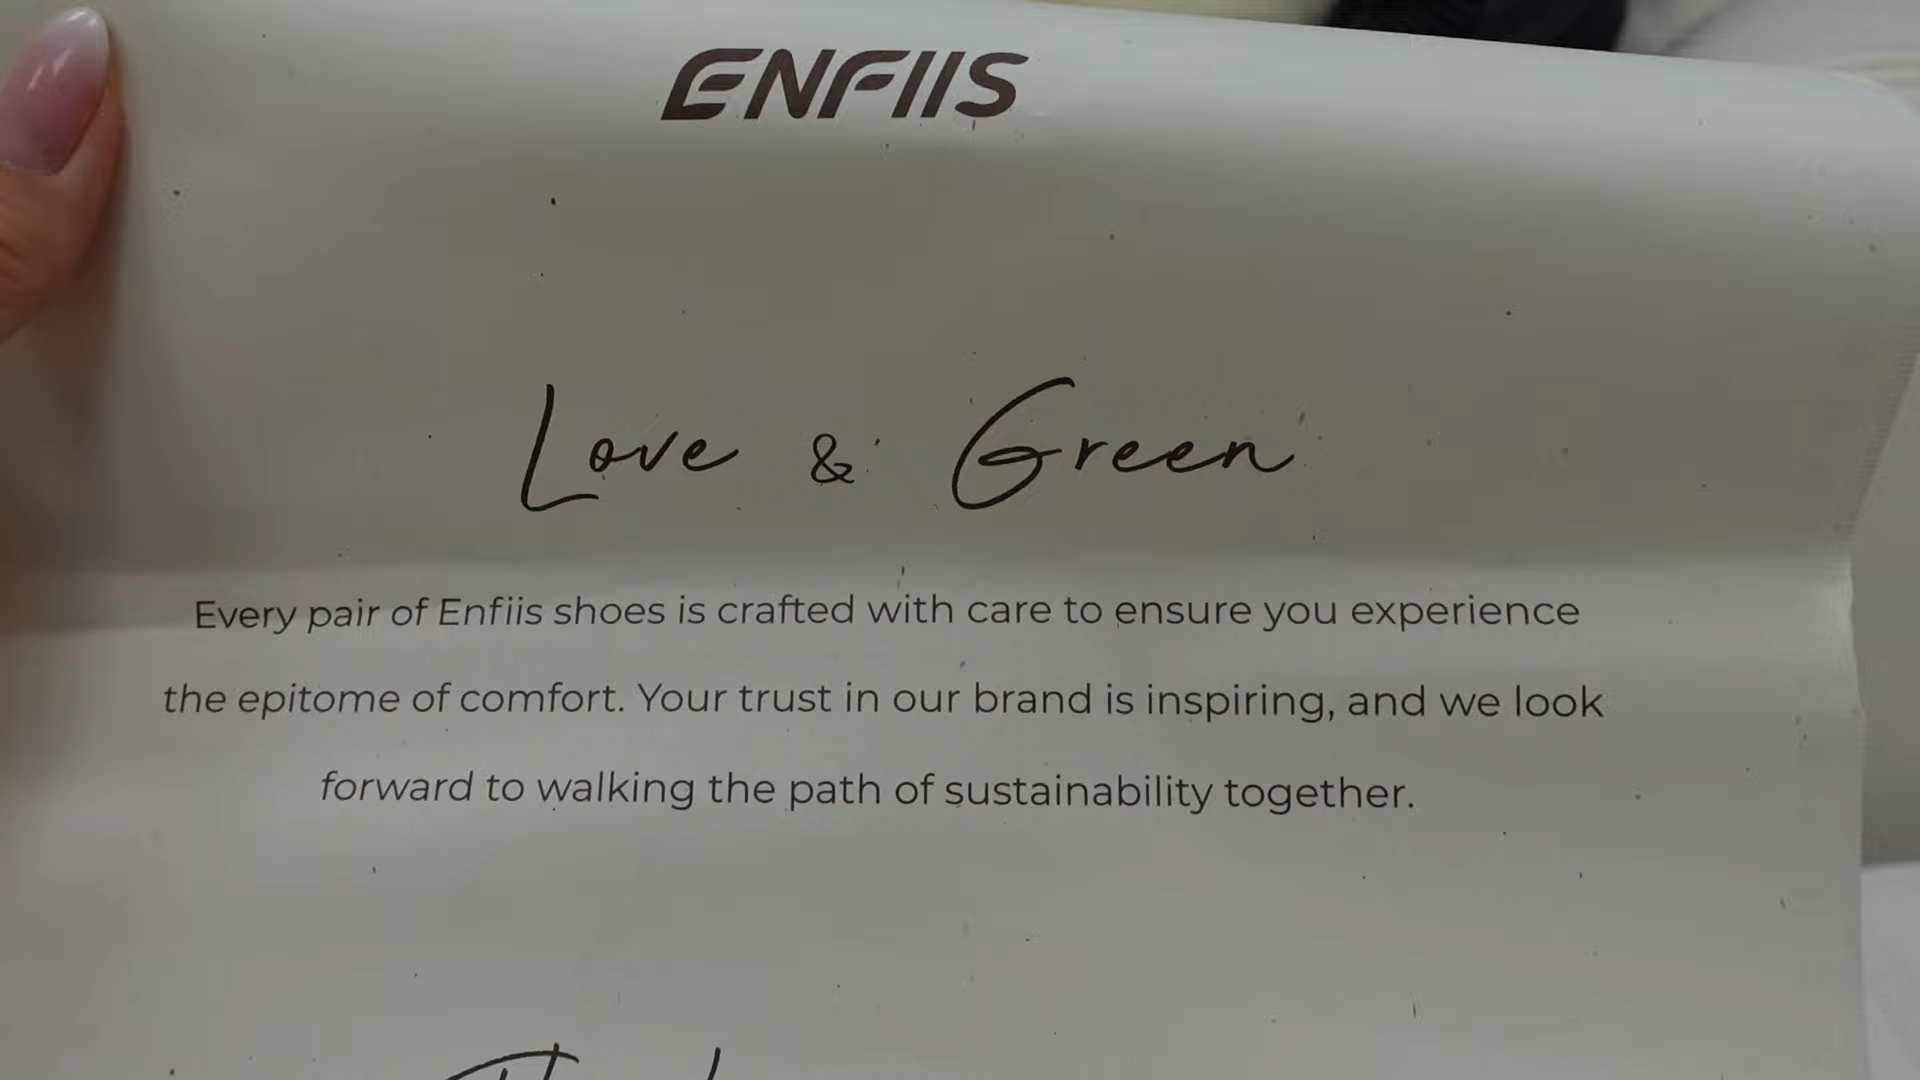 ENFIIS
Love & Green
Every pair of Enfiis shoes is crafted with care to ensure you experience
the epitome of comfort. Your trust in our brand is inspiring, and we look
forward to walking the path of sustainability together.